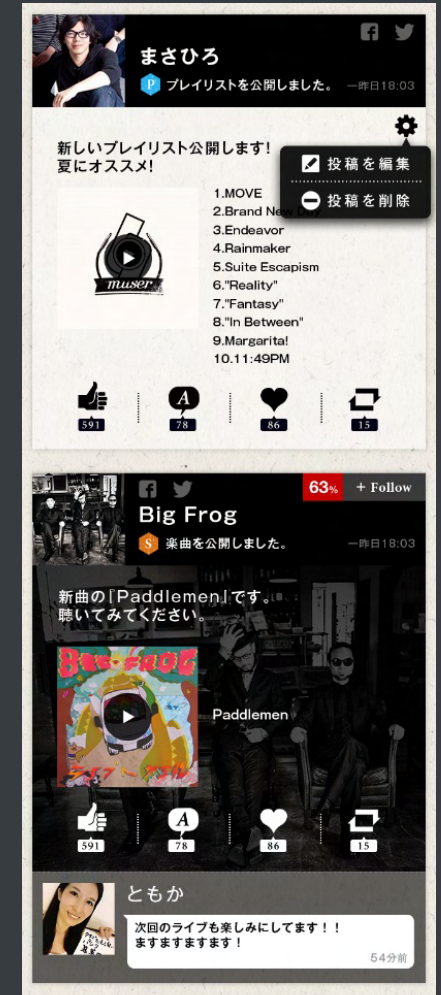 まさひろ
P プレイリストを公開しました。 一昨日18:03
新しいプレイリスト公開します!
夏にオススメ!
投稿を編集
投稿を削除
muser
1.MOVE
2.Brand New Day
3.Endeavor
4.Rainmaker
5.Suite Escapism
6."Reality"
7."Fantasy"
8."In Between"
9.Margarita!
10.11:49PM
A
591 78 86 15
63% + Follow
Big Frog
S 楽曲を公開しました。 一昨日18:03
新曲の「Paddlemen」です。
聴いてみてください。
BIG FROG
Paddlemen
A
591 78 86 15
ともか
次回のライブも楽しみにしてます！！
ますますますます！
54分前